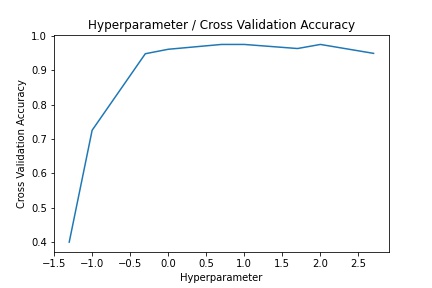 Hyperparameter / Cross Validation Accuracy
1.0
0.9
0.8
0.7
0.6
0.5
0.4
Cross Validation Accuracy
−1.5 −1.0 −0.5 0.0 0.5 1.0 1.5 2.0 2.5
Hyperparameter